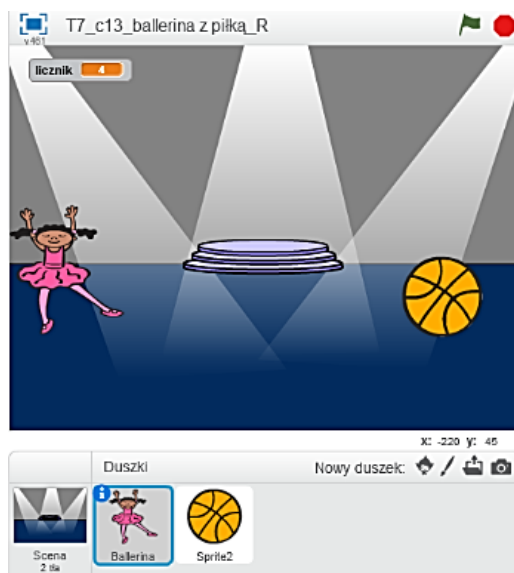 T7_c13_ballerina z piłką_R
v461
licznik 4
x: -220 y: 45
Duszki
Nowy duszek:
Scena
2 tła
Ballerina
Sprite2